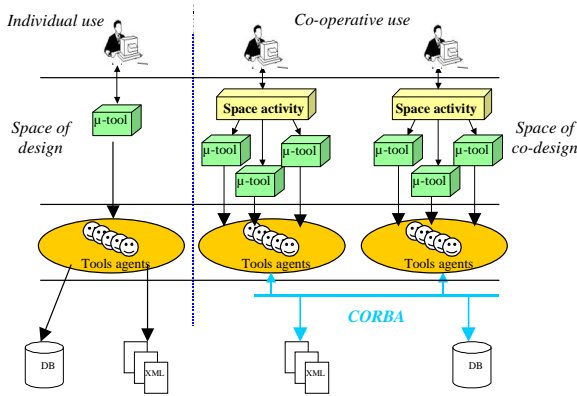 Individual use
Co-operative use
Space activity
Space activity
µ-tool
Space of
design
µ-tool
µ-tool
µ-tool
µ-tool
µ-tool
µ-tool
Space of
co-design
Tools agents
Tools agents
Tools agents
CORBA
DB
XML
XML
DB